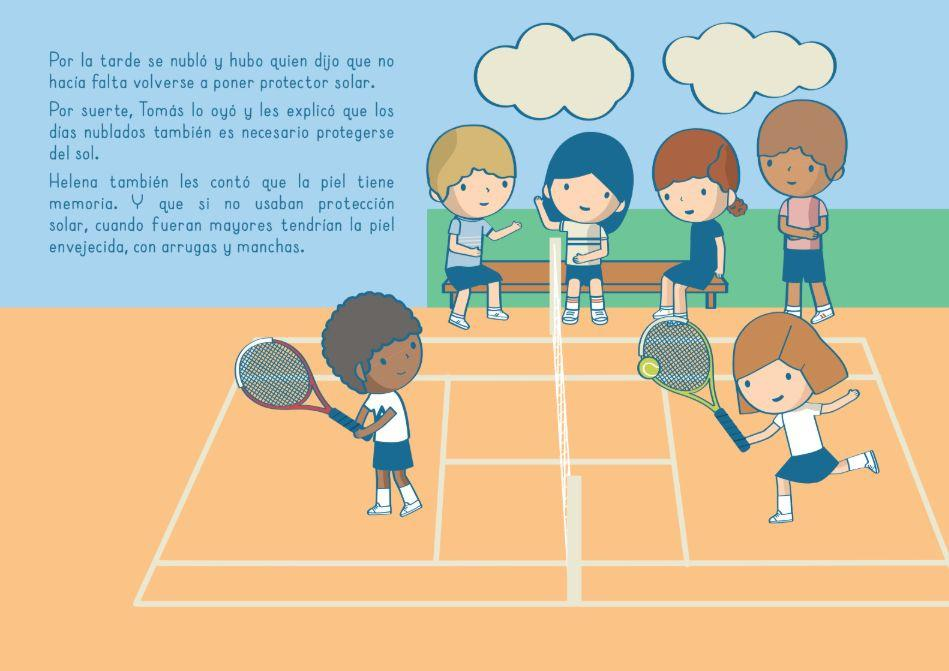 Por la tarde se nubló y hubo quien dijo que no
hacía falta volverse a poner protector solar.
Por suerte, Tomás lo oyó y les explicó que los
días nublados también es necesario protegerse
del sol.
Helena también les contó que la piel tiene
memoria. Y que si no usaban protección
solar, cuando fueran mayores tendrían la piel
envejecida, con arrugas y manchas.